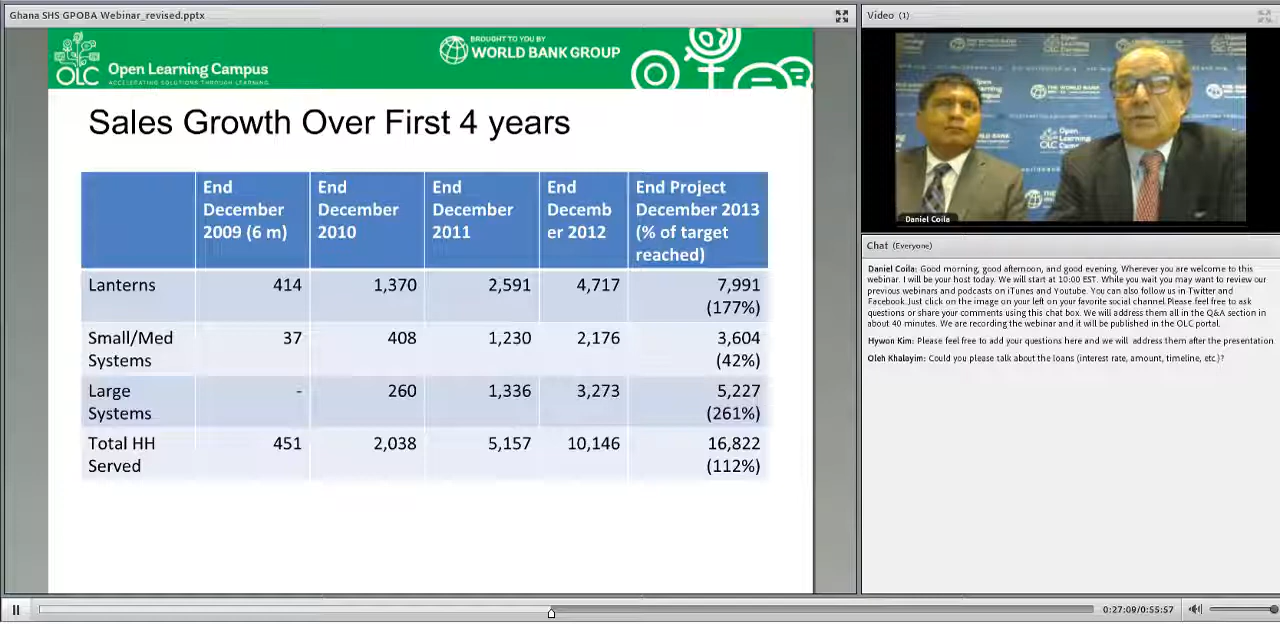 Ghana SHS GPOBA Webinar_revised.pptx
OLC Open Learning Campus
ACCELERATING SOLUTIONS THROUGH LEARNING
BROUGHT TO YOU BY
WORLD BANK GROUP
Sales Growth Over First 4 years
End December 2009 (6 m)
End December 2010
End December 2011
End Decemb er 2012
End Project December 2013 (% of target reached)
Lanterns 414 1,370 2,591 4,717 7,991 (177%)
Small/Med Systems 37 408 1,230 2,176 3,604 (42%)
Large Systems - 260 1,336 3,273 5,227 (261%)
Total HH Served 451 2,038 5,157 10,146 16,822 (112%)
Video (1)
Daniel Coila
Chat (Everyone)
Daniel Coila: Good morning, good afternoon, and good evening. Wherever you are welcome to this
webinar. I will be your host today. We will start at 10:00 EST. While you wait you may want to review our
previous webinars and podcasts on iTunes and Youtube. You can also follow us in Twitter and
Facebook.Just click on the image on your left on your favorite social channel.Please feel free to ask
questions or share your comments using this chat box. We will address them all in the Q&A section in
about 40 minutes. We are recording the webinar and it will be published in the OLC portal.
Hywon Kim: Please feel free to add your questions here and we will address them after the presentation
Oleh Khalayim: Could you please talk about the loans (interest rate, amount, timeline, etc.)?
0:27:09/0:55:57